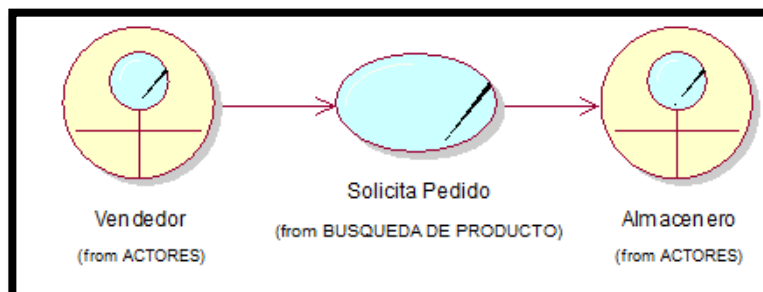 Vendedor
(from ACTORES)
Solicita Pedido
(from BUSQUEDA DE PRODUCTO)
Almacenero
(from ACTORES)